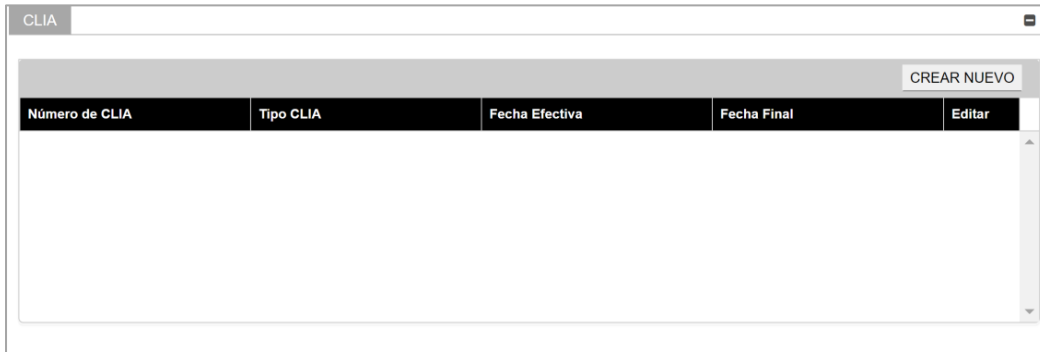 CLIA
CREAR NUEVO
Número de CLIA Tipo CLIA Fecha Efectiva Fecha Final Editar